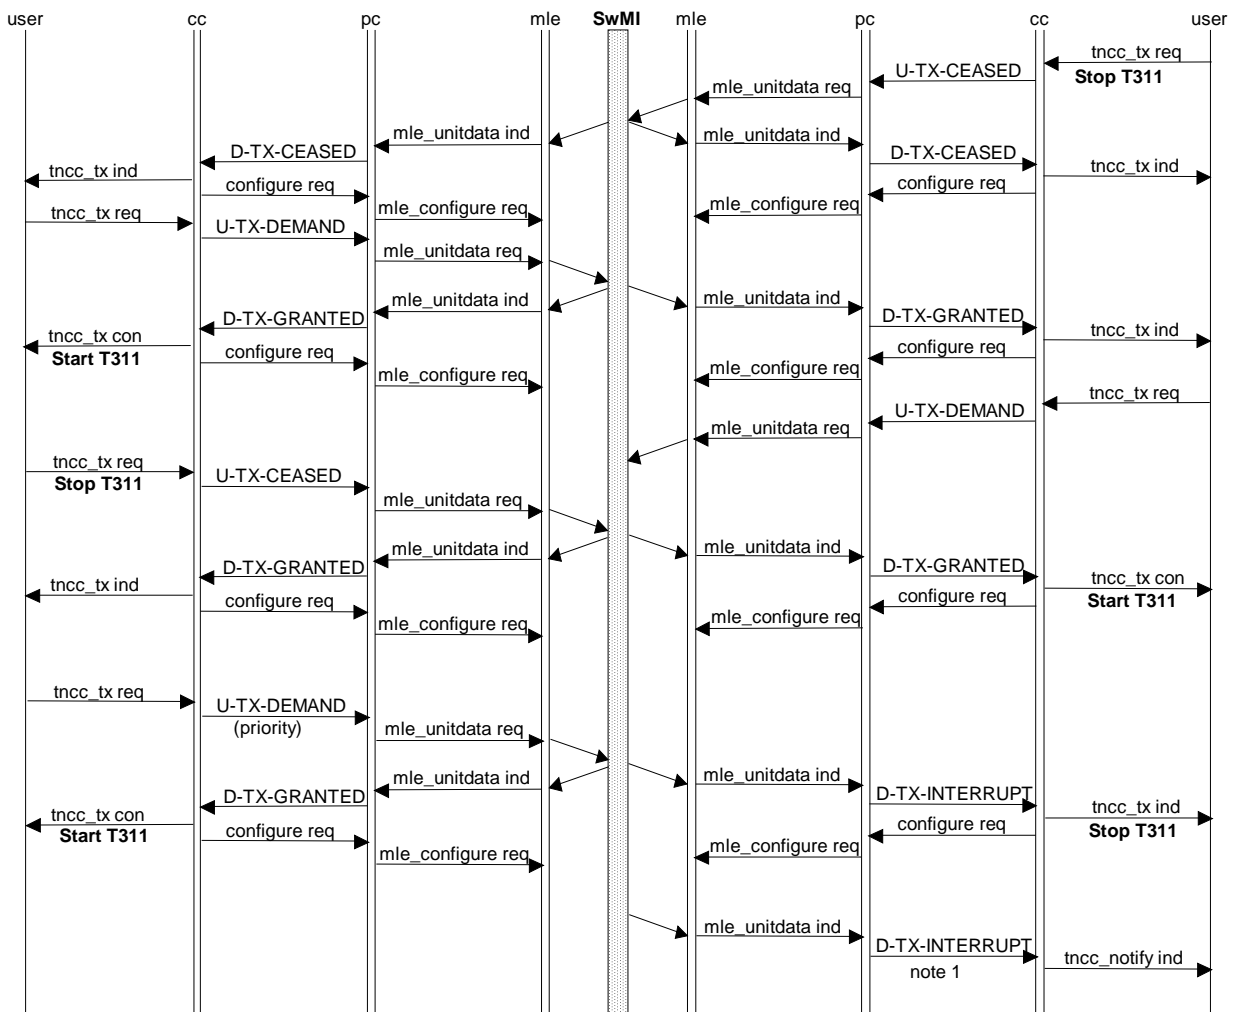 user cc pc mle SwMI mle pc cc user
tncc_tx req
U-TX-CEASED
Stop T311
mle_unitdata req
mle_unitdata ind
mle_unitdata ind
D-TX-CEASED
D-TX-CEASED
tncc_tx ind
tncc_tx ind
configure req
configure req
tncc_tx req
mle_configure req
mle_configure req
U-TX-DEMAND
mle_unitdata req
mle_unitdata ind
mle_unitdata ind
D-TX-GRANTED
D-TX-GRANTED
tncc_tx con
tncc_tx ind
Start T311
configure req
configure req
mle_configure req
mle_configure req
tncc_tx req
U-TX-DEMAND
mle_unitdata req
tncc_tx req
Stop T311
U-TX-CEASED
mle_unitdata req
mle_unitdata ind
mle_unitdata ind
D-TX-GRANTED
D-TX-GRANTED
tncc_tx ind
tncc_tx con
configure req
configure req
Start T311
mle_configure req
mle_configure req
tncc_tx req
U-TX-DEMAND
(priority)
mle_unitdata req
mle_unitdata ind
mle_unitdata ind
D-TX-GRANTED
D-TX-INTERRUPT
tncc_tx con
tncc_tx ind
Start T311
configure req
configure req
Stop T311
mle_configure req
mle_configure req
mle_unitdata ind
D-TX-INTERRUPT
note 1
tncc_notify ind